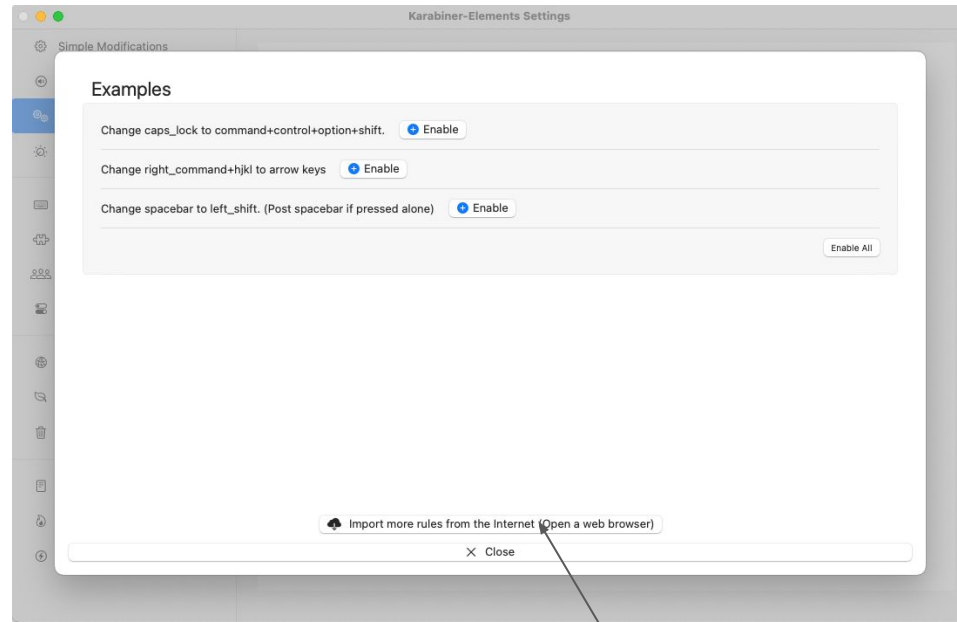 Karabiner-Elements Settings
Simple Modifications
Examples
Change caps_lock to command+control+option+shift. Enable
Change right_command+hjkl to arrow keys Enable
Change spacebar to left_shift. (Post spacebar if pressed alone) Enable
Enable All
Import more rules from the Internet (Open a web browser)
Close